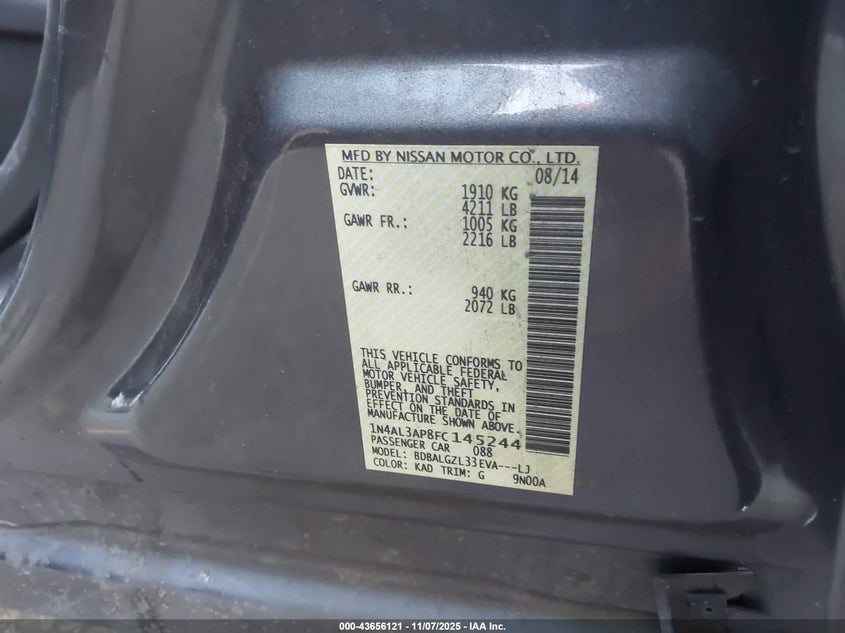 MFD BY NISSAN MOTOR CO., LTD.
DATE: 08/14
GVWR: 1910 KG
4211 LB
GAWR FR.: 1005 KG
2216 LB
GAWR RR.: 940 KG
2072 LB
THIS VEHICLE CONFORMS TO
ALL APPLICABLE FEDERAL
MOTOR VEHICLE SAFETY,
BUMPER, AND THEFT
PREVENTION STANDARDS IN
EFFECT ON THE DATE OF
MANUFACTURE SHOWN ABOVE.
1N4AL3AP8FC145244
PASSENGER CAR 088
MODEL: BDBALGZL33EVA---LJ
COLOR: KAD TRIM: G 9N00A
000-43656121 - 11/07/2025 - IAA Inc.